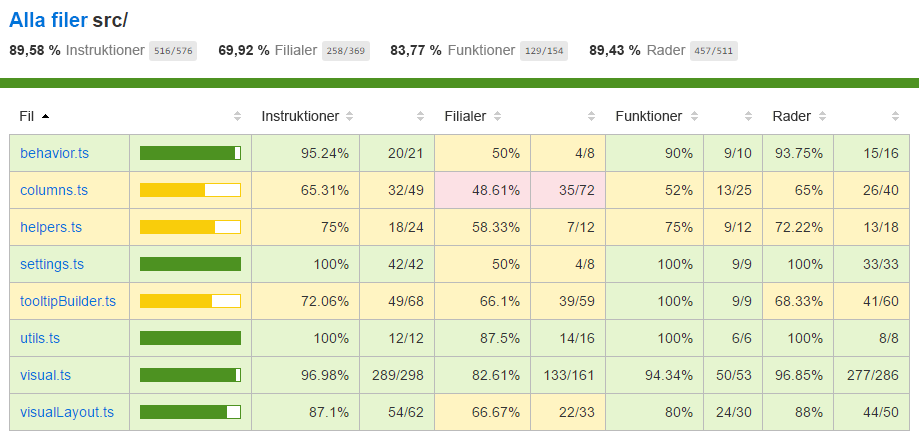 Alla filer src/
89,58 % Instruktioner 516/576 69,92 % Filialer 258/369 83,77 % Funktioner 129/154 89,43 % Rader 457/511
Fil Instruktioner Filialer Funktioner Rader
behavior.ts 95.24% 20/21 50% 4/8 90% 9/10 93.75% 15/16
columns.ts 65.31% 32/49 48.61% 35/72 52% 13/25 65% 26/40
helpers.ts 75% 18/24 58.33% 7/12 75% 9/12 72.22% 13/18
settings.ts 100% 42/42 50% 4/8 100% 9/9 100% 33/33
tooltipBuilder.ts 72.06% 49/68 66.1% 39/59 100% 9/9 68.33% 41/60
utils.ts 100% 12/12 87.5% 14/16 100% 6/6 100% 8/8
visual.ts 96.98% 289/298 82.61% 133/161 94.34% 50/53 96.85% 277/286
visualLayout.ts 87.1% 54/62 66.67% 22/33 80% 24/30 88% 44/50